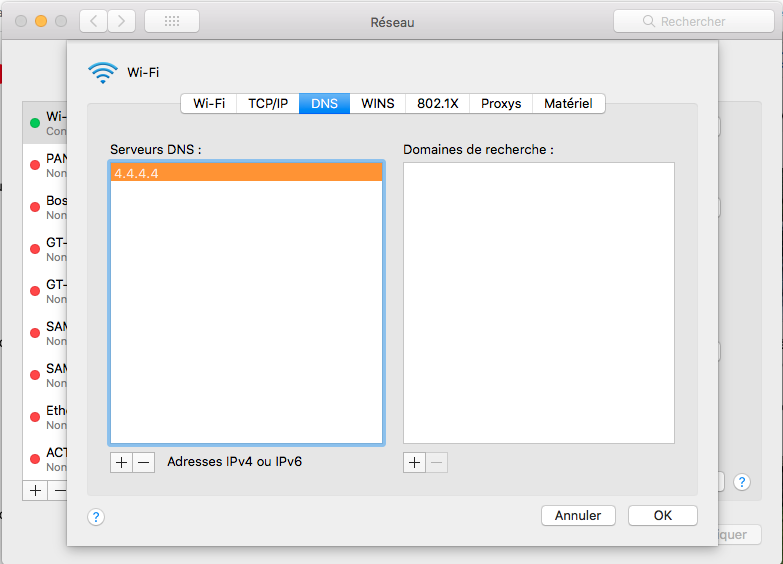 Réseau
Rechercher
Wi-Fi
Wi-Fi
TCP/IP
DNS
WINS
802.1X
Proxys
Matériel
Serveurs DNS :
Domaines de recherche :
4.4.4.4
Wi-
Con
PAN
Non
Bos
Non
GT-
Non
GT-
Non
SAM
Non
SAM
Non
Ethe
Non
ACT
Non
+ −
+ −
Adresses IPv4 ou IPv6
+ −
?
?
Annuler
OK
iquer